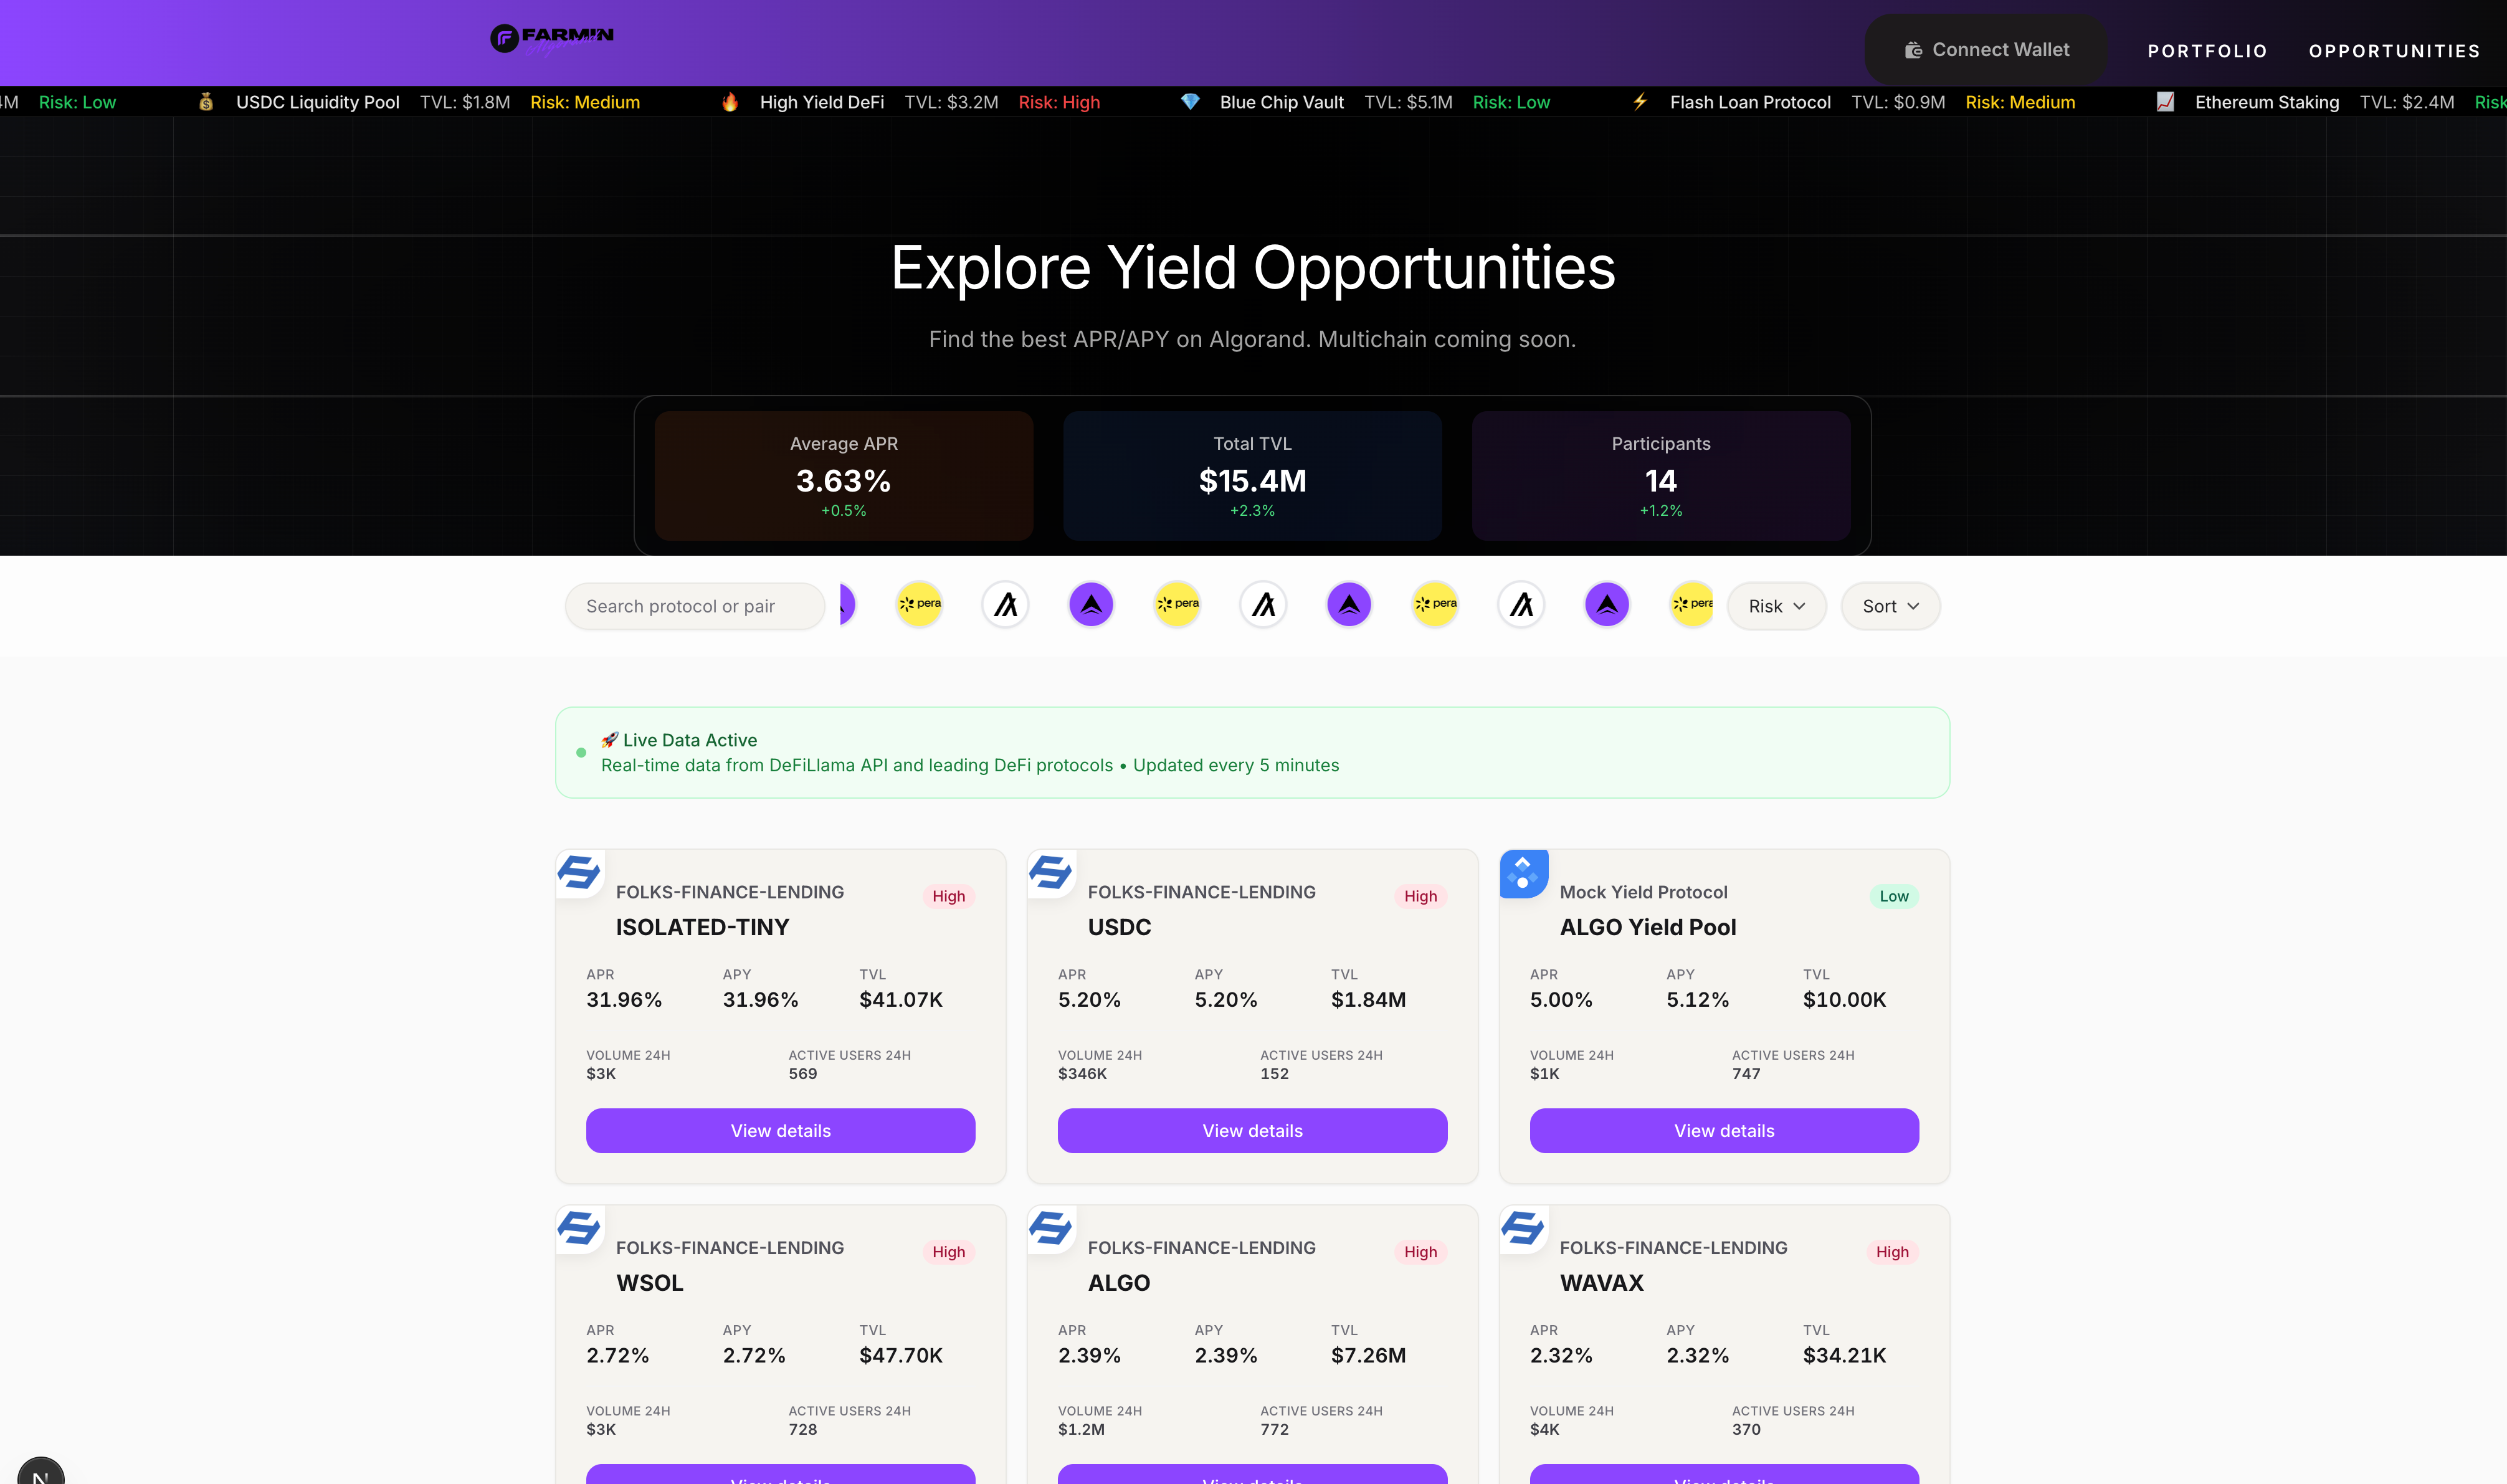 FARMIN
Algorand
Connect Wallet
PORTFOLIO
OPPORTUNITIES
M Risk: Low 💰 USDC Liquidity Pool TVL: $1.8M Risk: Medium 🔥 High Yield DeFi TVL: $3.2M Risk: High 💎 Blue Chip Vault TVL: $5.1M Risk: Low ⚡ Flash Loan Protocol TVL: $0.9M Risk: Medium 📈 Ethereum Staking TVL: $2.4M Risk
Explore Yield Opportunities
Find the best APR/APY on Algorand. Multichain coming soon.
Average APR
3.63%
+0.5%
Total TVL
$15.4M
+2.3%
Participants
14
+1.2%
Search protocol or pair
pera
pera
pera
pera
Risk
Sort
🚀 Live Data Active
Real-time data from DeFiLlama API and leading DeFi protocols • Updated every 5 minutes
FOLKS-FINANCE-LENDING
High
ISOLATED-TINY
APR APY TVL
31.96% 31.96% $41.07K
VOLUME 24H ACTIVE USERS 24H
$3K 569
View details
FOLKS-FINANCE-LENDING
High
USDC
APR APY TVL
5.20% 5.20% $1.84M
VOLUME 24H ACTIVE USERS 24H
$346K 152
View details
Mock Yield Protocol
Low
ALGO Yield Pool
APR APY TVL
5.00% 5.12% $10.00K
VOLUME 24H ACTIVE USERS 24H
$1K 747
View details
FOLKS-FINANCE-LENDING
High
WSOL
APR APY TVL
2.72% 2.72% $47.70K
VOLUME 24H ACTIVE USERS 24H
$3K 728
View details
FOLKS-FINANCE-LENDING
High
ALGO
APR APY TVL
2.39% 2.39% $7.26M
VOLUME 24H ACTIVE USERS 24H
$1.2M 772
View details
FOLKS-FINANCE-LENDING
High
WAVAX
APR APY TVL
2.32% 2.32% $34.21K
VOLUME 24H ACTIVE USERS 24H
$4K 370
View details
N